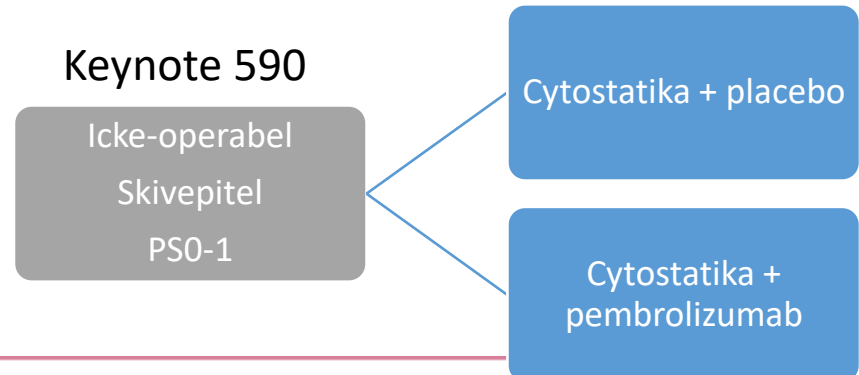 Keynote 590
Icke-operabel
Skivepitel
PS0-1
Cytostatika + placebo
Cytostatika +
pembrolizumab